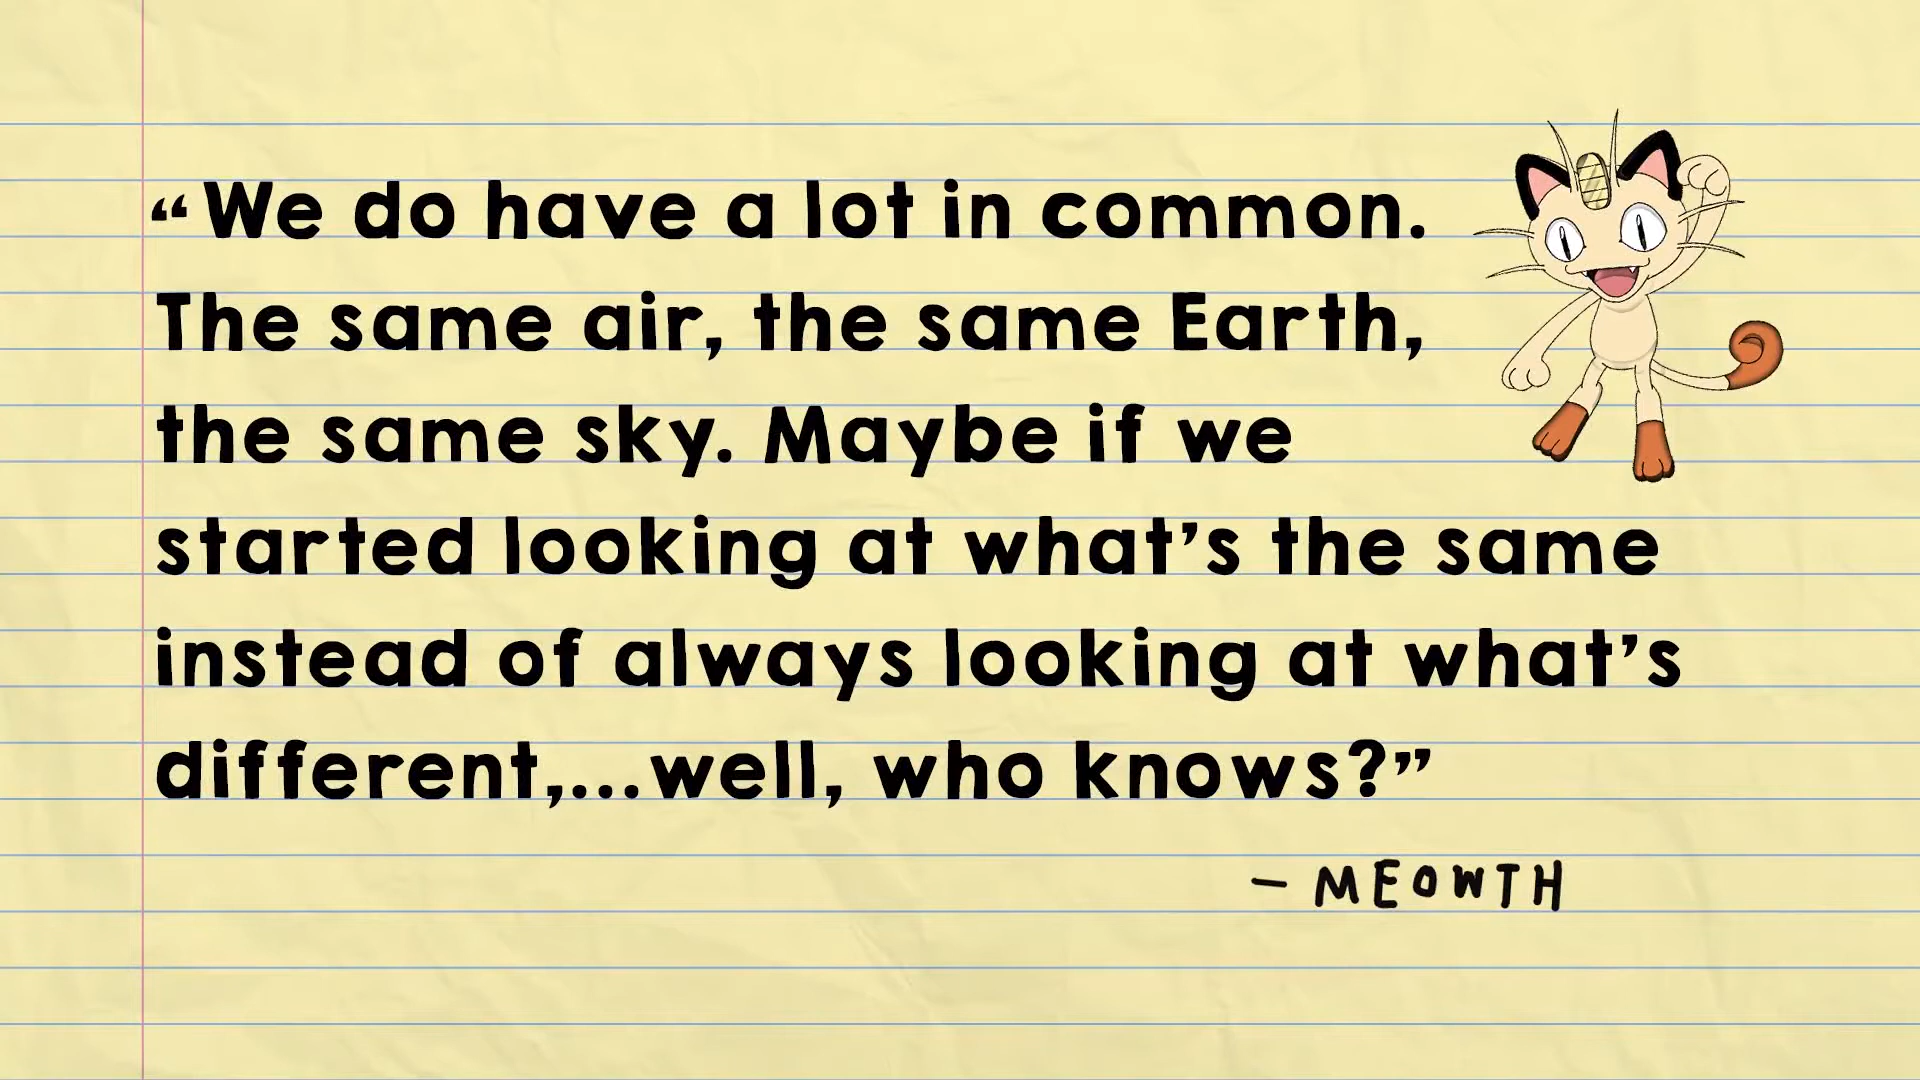 “We do have a lot in common.
The same air, the same Earth,
the same sky. Maybe if we
started looking at what’s the same
instead of always looking at what’s
different,...well, who knows?”
– MEOWTH